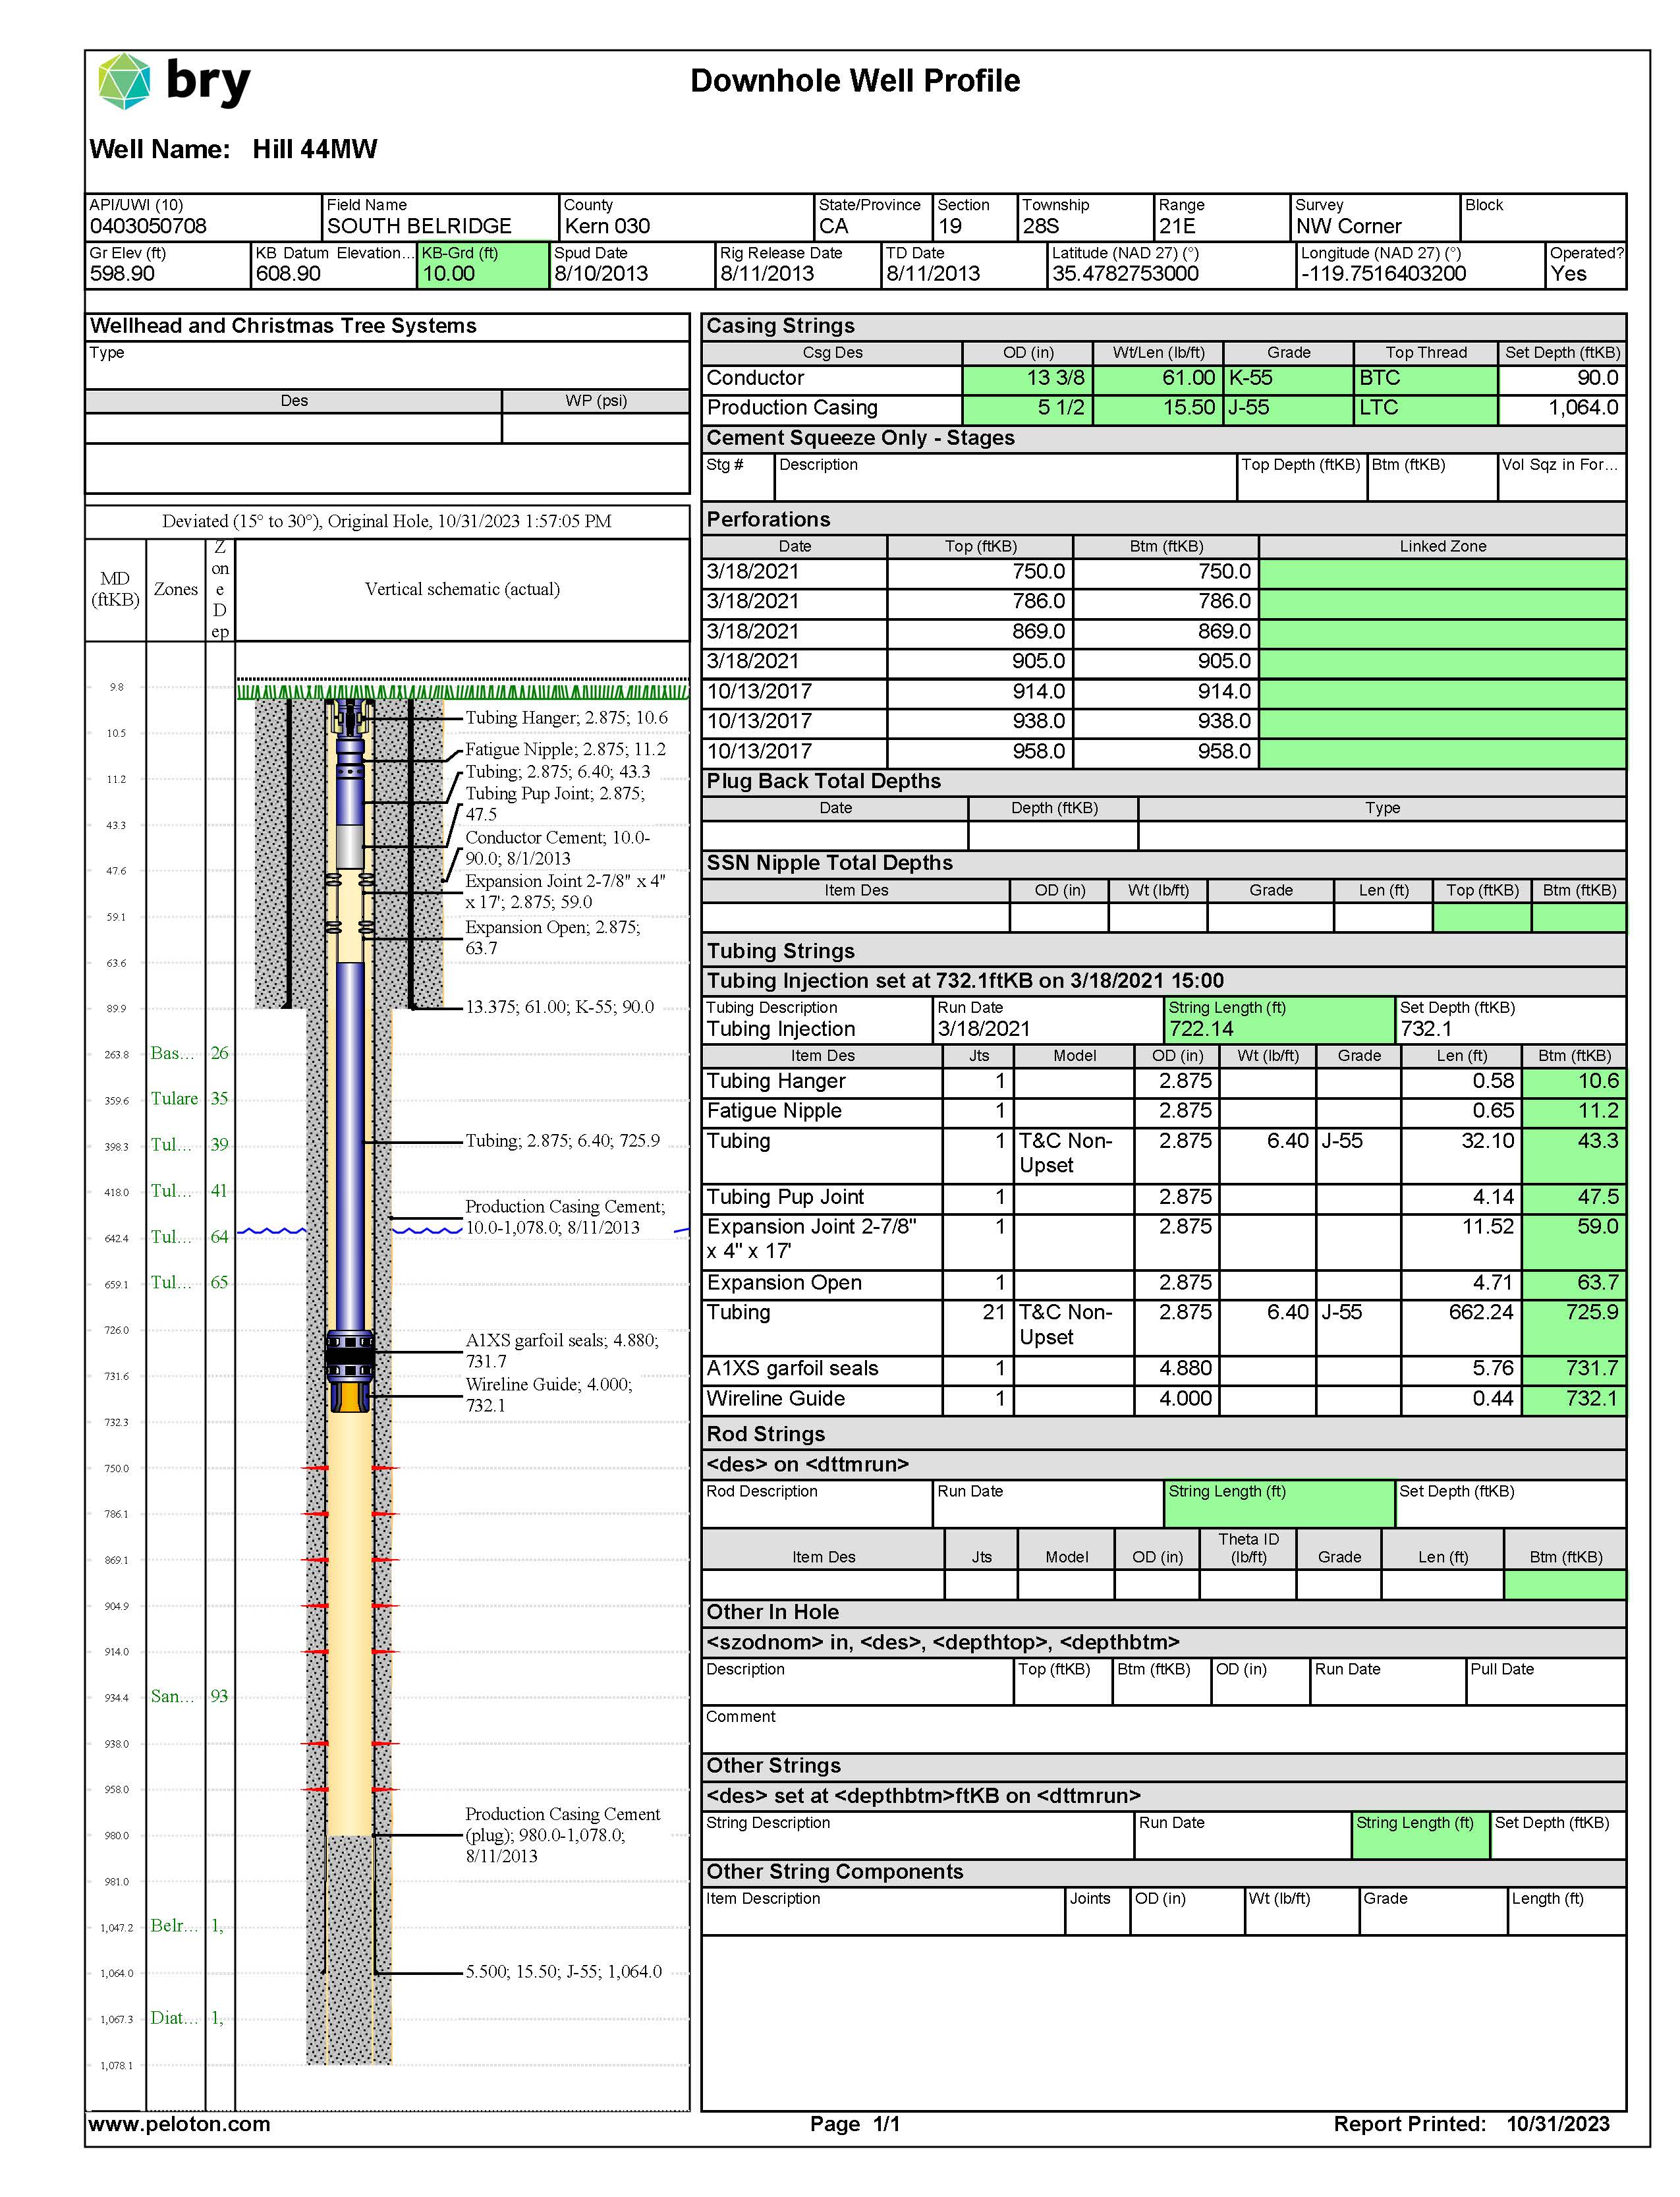 bry
Downhole Well Profile
Well Name: Hill 44MW
API/UWI (10) Field Name County State/Province Section Township Range Survey Block
0403050708 SOUTH BELRIDGE Kern 030 CA 19 28S 21E NW Corner
Gr Elev (ft) KB Datum Elevation... KB-Grd (ft) Spud Date Rig Release Date TD Date Latitude (NAD 27) (°) Longitude (NAD 27) (°) Operated?
598.90 608.90 10.00 8/10/2013 8/11/2013 8/11/2013 35.4782753000 -119.7516403200 Yes
Wellhead and Christmas Tree Systems
Type
Des WP (psi)
Deviated (15° to 30°), Original Hole, 10/31/2023 1:57:05 PM
MD
(ftKB)
Zones
Z
on
e
D
ep
Vertical schematic (actual)
9.8
Tubing Hanger; 2.875; 10.6
10.5
Fatigue Nipple; 2.875; 11.2
11.2
Tubing; 2.875; 6.40; 43.3
Tubing Pup Joint; 2.875;
47.5
43.3
Conductor Cement; 10.0-
90.0; 8/1/2013
47.6
Expansion Joint 2-7/8" x 4"
x 17'; 2.875; 59.0
59.1
Expansion Open; 2.875;
63.7
63.6
89.9
13.375; 61.00; K-55; 90.0
263.8 Bas... 26
359.6 Tulare 35
398.3 Tul... 39
Tubing; 2.875; 6.40; 725.9
418.0 Tul... 41
Production Casing Cement;
10.0-1,078.0; 8/11/2013
642.4 Tul... 64
659.1 Tul... 65
726.0
A1XS garfoil seals; 4.880;
731.7
731.6
Wireline Guide; 4.000;
732.1
732.3
750.0
786.1
869.1
904.9
914.0
934.4 San... 93
938.0
958.0
Production Casing Cement
(plug); 980.0-1,078.0;
8/11/2013
980.0
981.0
1,047.2 Belr... 1,
1,064.0
5.500; 15.50; J-55; 1,064.0
1,067.3 Diat... 1,
1,078.1
Casing Strings
Csg Des OD (in) Wt/Len (lb/ft) Grade Top Thread Set Depth (ftKB)
Conductor 13 3/8 61.00 K-55 BTC 90.0
Production Casing 5 1/2 15.50 J-55 LTC 1,064.0
Cement Squeeze Only - Stages
Stg # Description Top Depth (ftKB) Btm (ftKB) Vol Sqz in For...
Perforations
Date Top (ftKB) Btm (ftKB) Linked Zone
3/18/2021 750.0 750.0
3/18/2021 786.0 786.0
3/18/2021 869.0 869.0
3/18/2021 905.0 905.0
10/13/2017 914.0 914.0
10/13/2017 938.0 938.0
10/13/2017 958.0 958.0
Plug Back Total Depths
Date Depth (ftKB) Type
SSN Nipple Total Depths
Item Des OD (in) Wt (lb/ft) Grade Len (ft) Top (ftKB) Btm (ftKB)
Tubing Strings
Tubing Injection set at 732.1ftKB on 3/18/2021 15:00
Tubing Description Run Date String Length (ft) Set Depth (ftKB)
Tubing Injection 3/18/2021 722.14 732.1
Item Des Jts Model OD (in) Wt (lb/ft) Grade Len (ft) Btm (ftKB)
Tubing Hanger 1 2.875 0.58 10.6
Fatigue Nipple 1 2.875 0.65 11.2
Tubing 1 T&C Non- 2.875 6.40 J-55 32.10 43.3
Upset
Tubing Pup Joint 1 2.875 4.14 47.5
Expansion Joint 2-7/8" 1 2.875 11.52 59.0
x 4" x 17'
Expansion Open 1 2.875 4.71 63.7
Tubing 21 T&C Non- 2.875 6.40 J-55 662.24 725.9
Upset
A1XS garfoil seals 1 4.880 5.76 731.7
Wireline Guide 1 4.000 0.44 732.1
Rod Strings
<des> on <dttmrun>
Rod Description Run Date String Length (ft) Set Depth (ftKB)
Item Des Jts Model OD (in) Theta ID (lb/ft) Grade Len (ft) Btm (ftKB)
Other In Hole
<szodnom> in, <des>, <depthtop>, <depthbtm>
Description Top (ftKB) Btm (ftKB) OD (in) Run Date Pull Date
Comment
Other Strings
<des> set at <depthbtm>ftKB on <dttmrun>
String Description Run Date String Length (ft) Set Depth (ftKB)
Other String Components
Item Description Joints OD (in) Wt (lb/ft) Grade Length (ft)
www.peloton.com Page 1/1 Report Printed: 10/31/2023